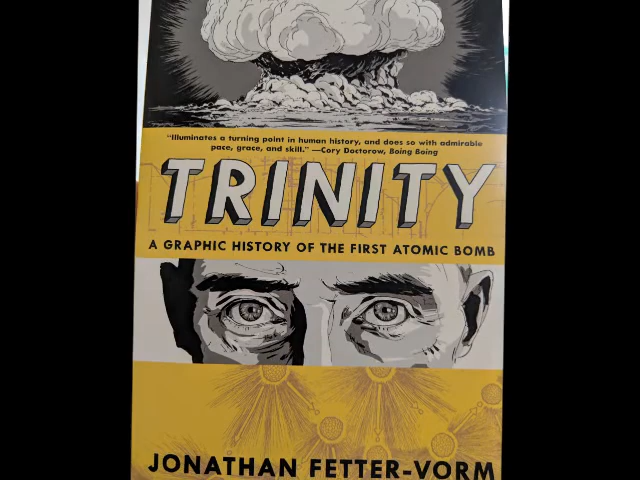 "Illuminates a turning point in human history, and does so with admirable
pace, grace, and skill." —Cory Doctorow, Boing Boing
TRINITY
A GRAPHIC HISTORY OF THE FIRST ATOMIC BOMB
JONATHAN FETTER-VORM